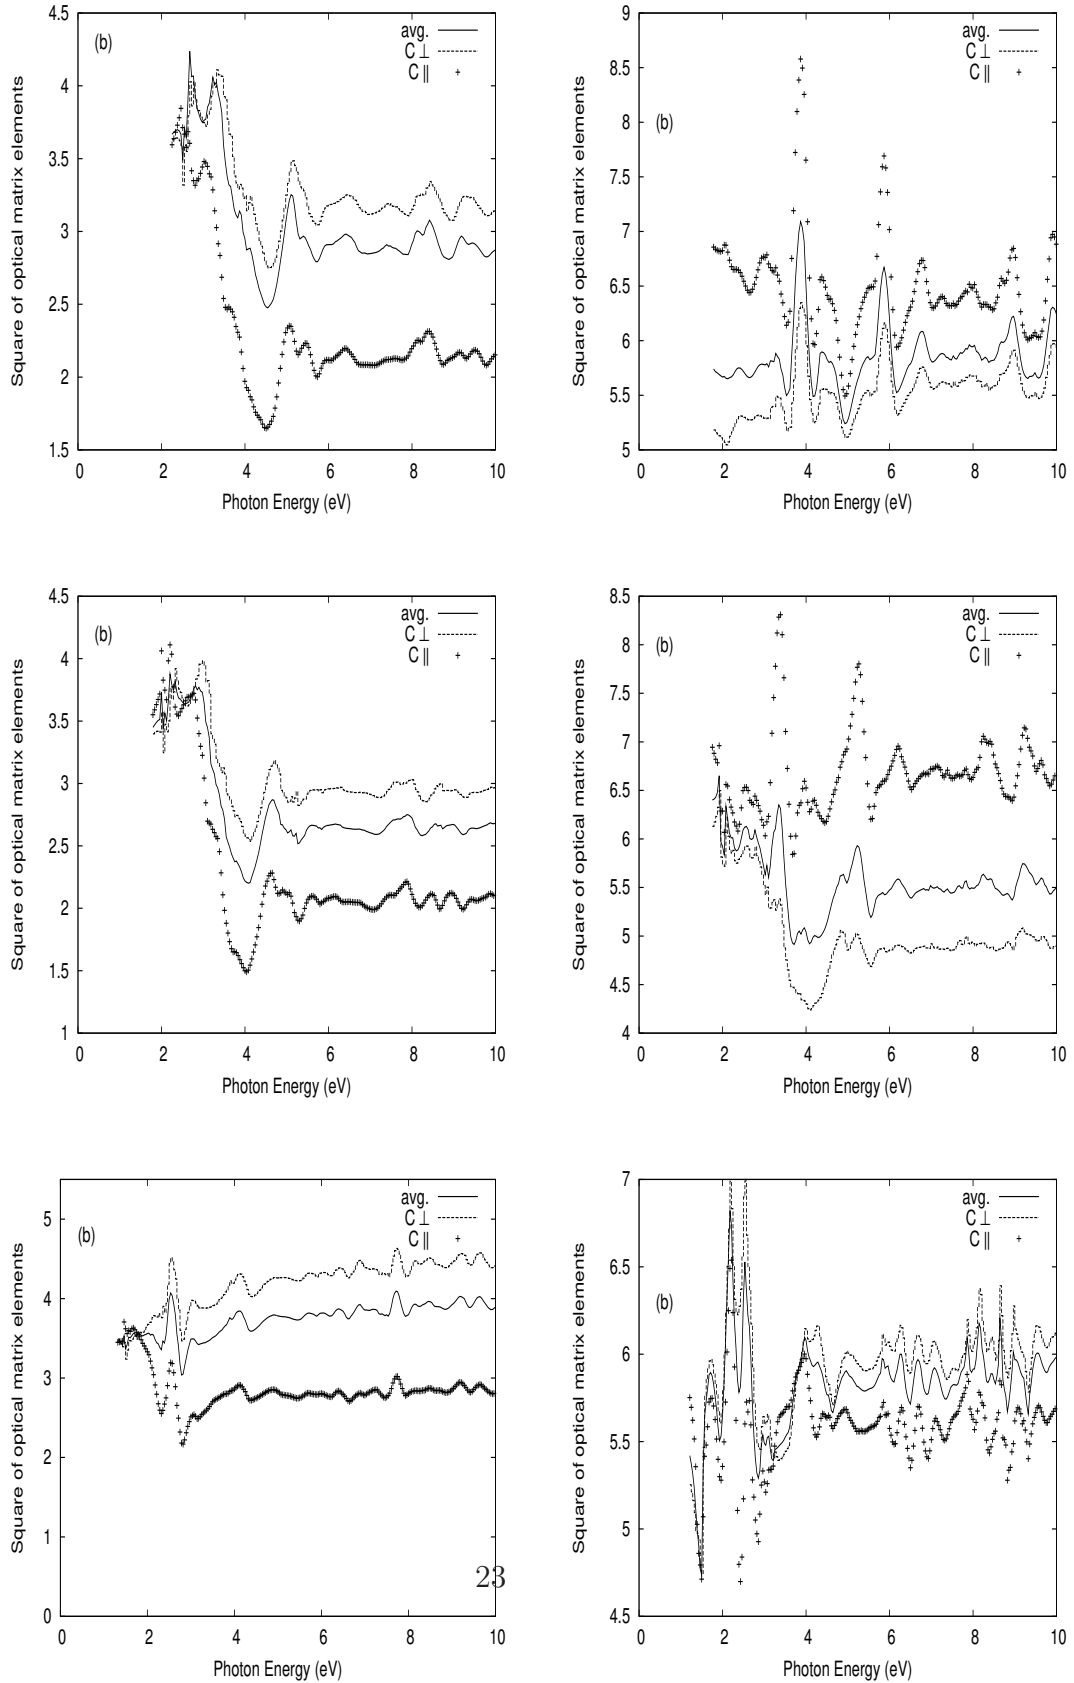 4.5
4
3.5
3
2.5
2
1.5
0 2 4 6 8 10
Square of optical matrix elements
Photon Energy (eV)
(b)
avg.
C ⊥
C ∥
9
8.5
8
7.5
7
6.5
6
5.5
5
0 2 4 6 8 10
Square of optical matrix elements
Photon Energy (eV)
(b)
avg.
C ⊥
C ∥
4.5
4
3.5
3
2.5
2
1.5
1
0 2 4 6 8 10
Square of optical matrix elements
Photon Energy (eV)
(b)
avg.
C ⊥
C ∥
8.5
8
7.5
7
6.5
6
5.5
5
4.5
4
0 2 4 6 8 10
Square of optical matrix elements
Photon Energy (eV)
(b)
avg.
C ⊥
C ∥
5
4
3
2
1
0
0 2 4 6 8 10
Square of optical matrix elements
Photon Energy (eV)
(b)
avg.
C ⊥
C ∥
7
6.5
6
5.5
5
4.5
0 2 4 6 8 10
Square of optical matrix elements
Photon Energy (eV)
(b)
avg.
C ⊥
C ∥
23